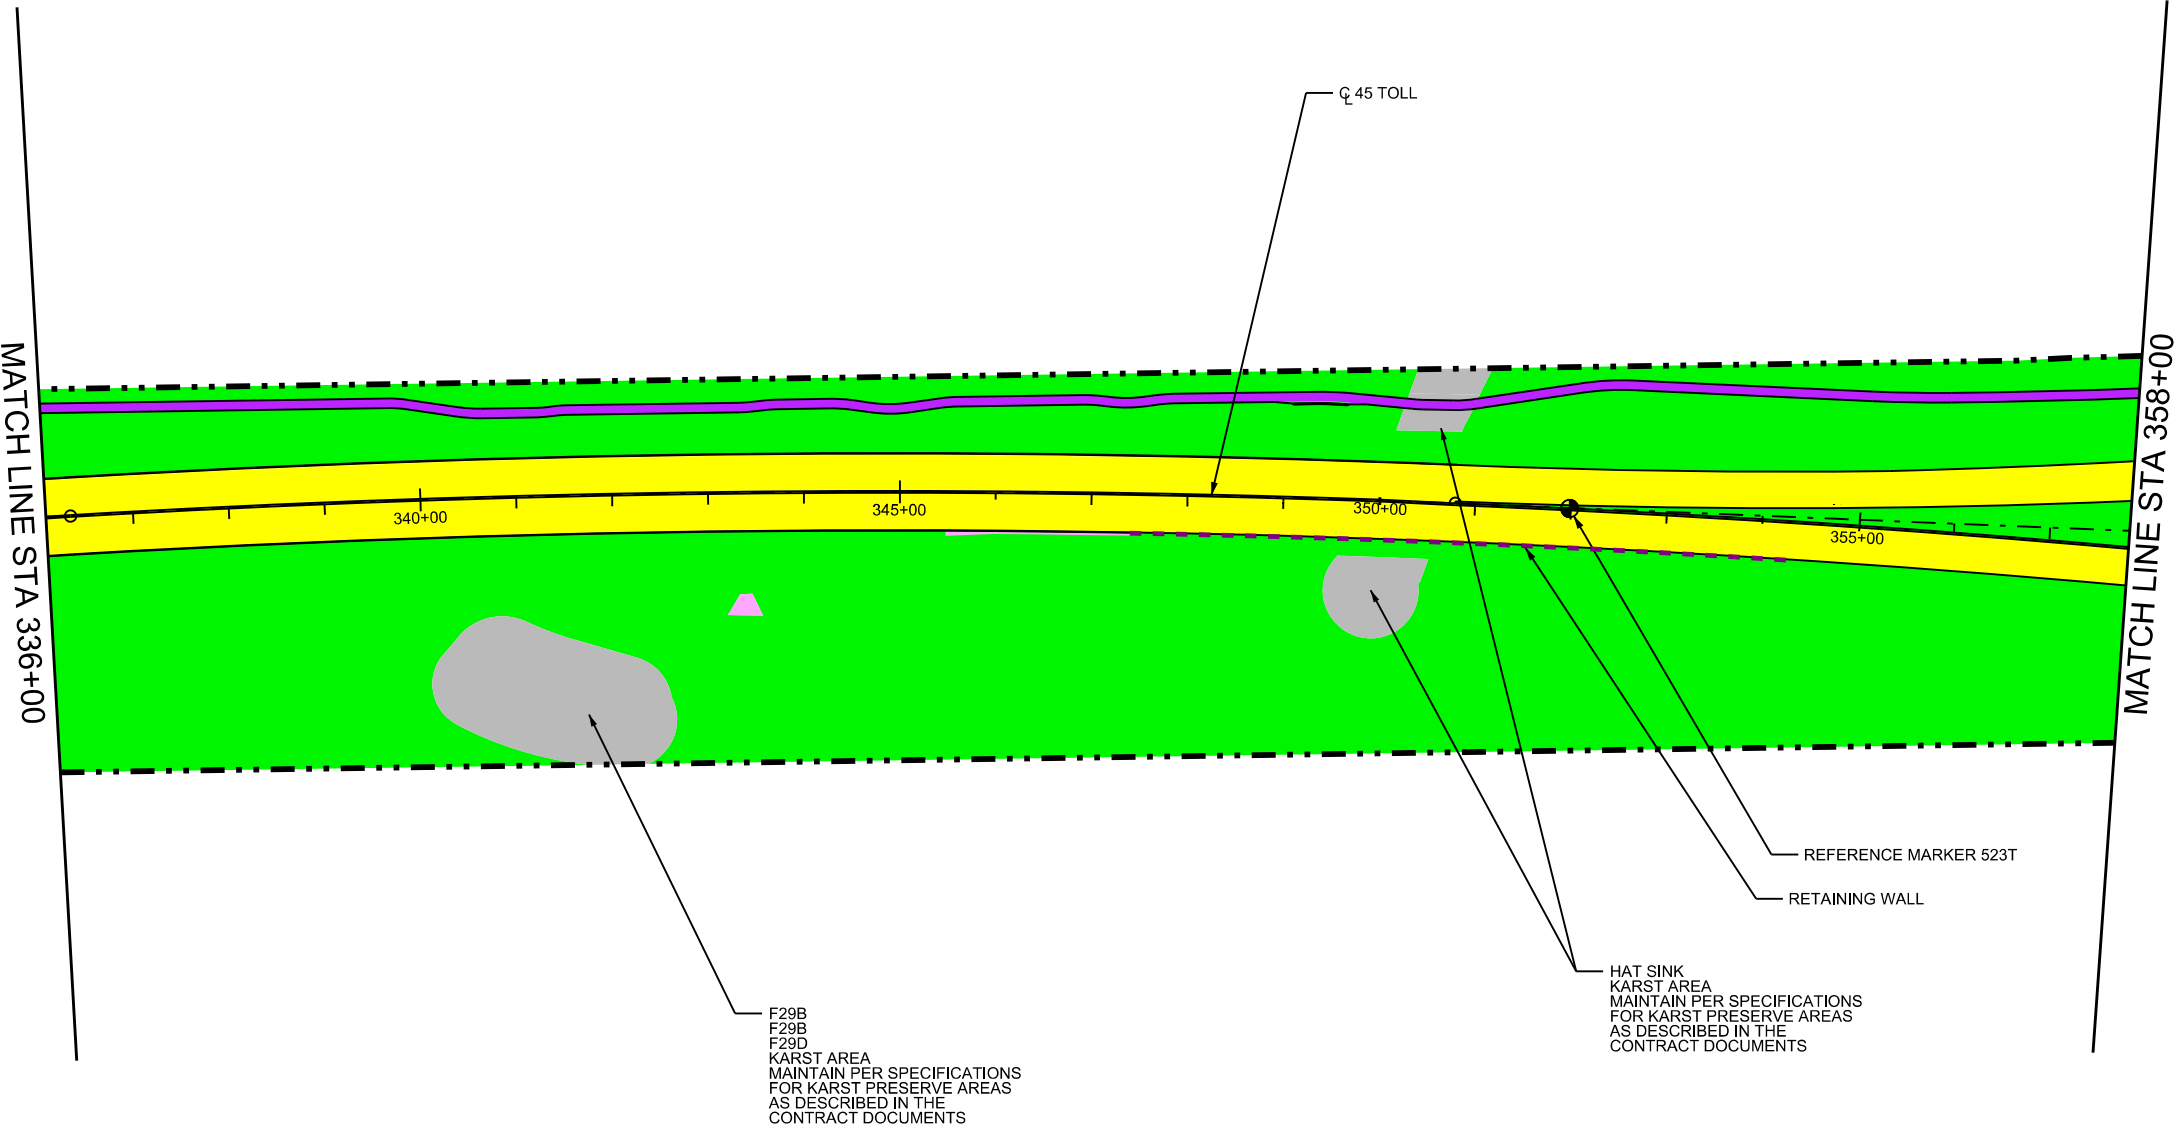 ℄ 45 TOLL
MATCH LINE STA 336+00
MATCH LINE STA 358+00
340+00
345+00
350+00
355+00
REFERENCE MARKER 523T
RETAINING WALL
HAT SINK
KARST AREA
MAINTAIN PER SPECIFICATIONS
FOR KARST PRESERVE AREAS
AS DESCRIBED IN THE
CONTRACT DOCUMENTS
F29B
F29B
F29D
KARST AREA
MAINTAIN PER SPECIFICATIONS
FOR KARST PRESERVE AREAS
AS DESCRIBED IN THE
CONTRACT DOCUMENTS